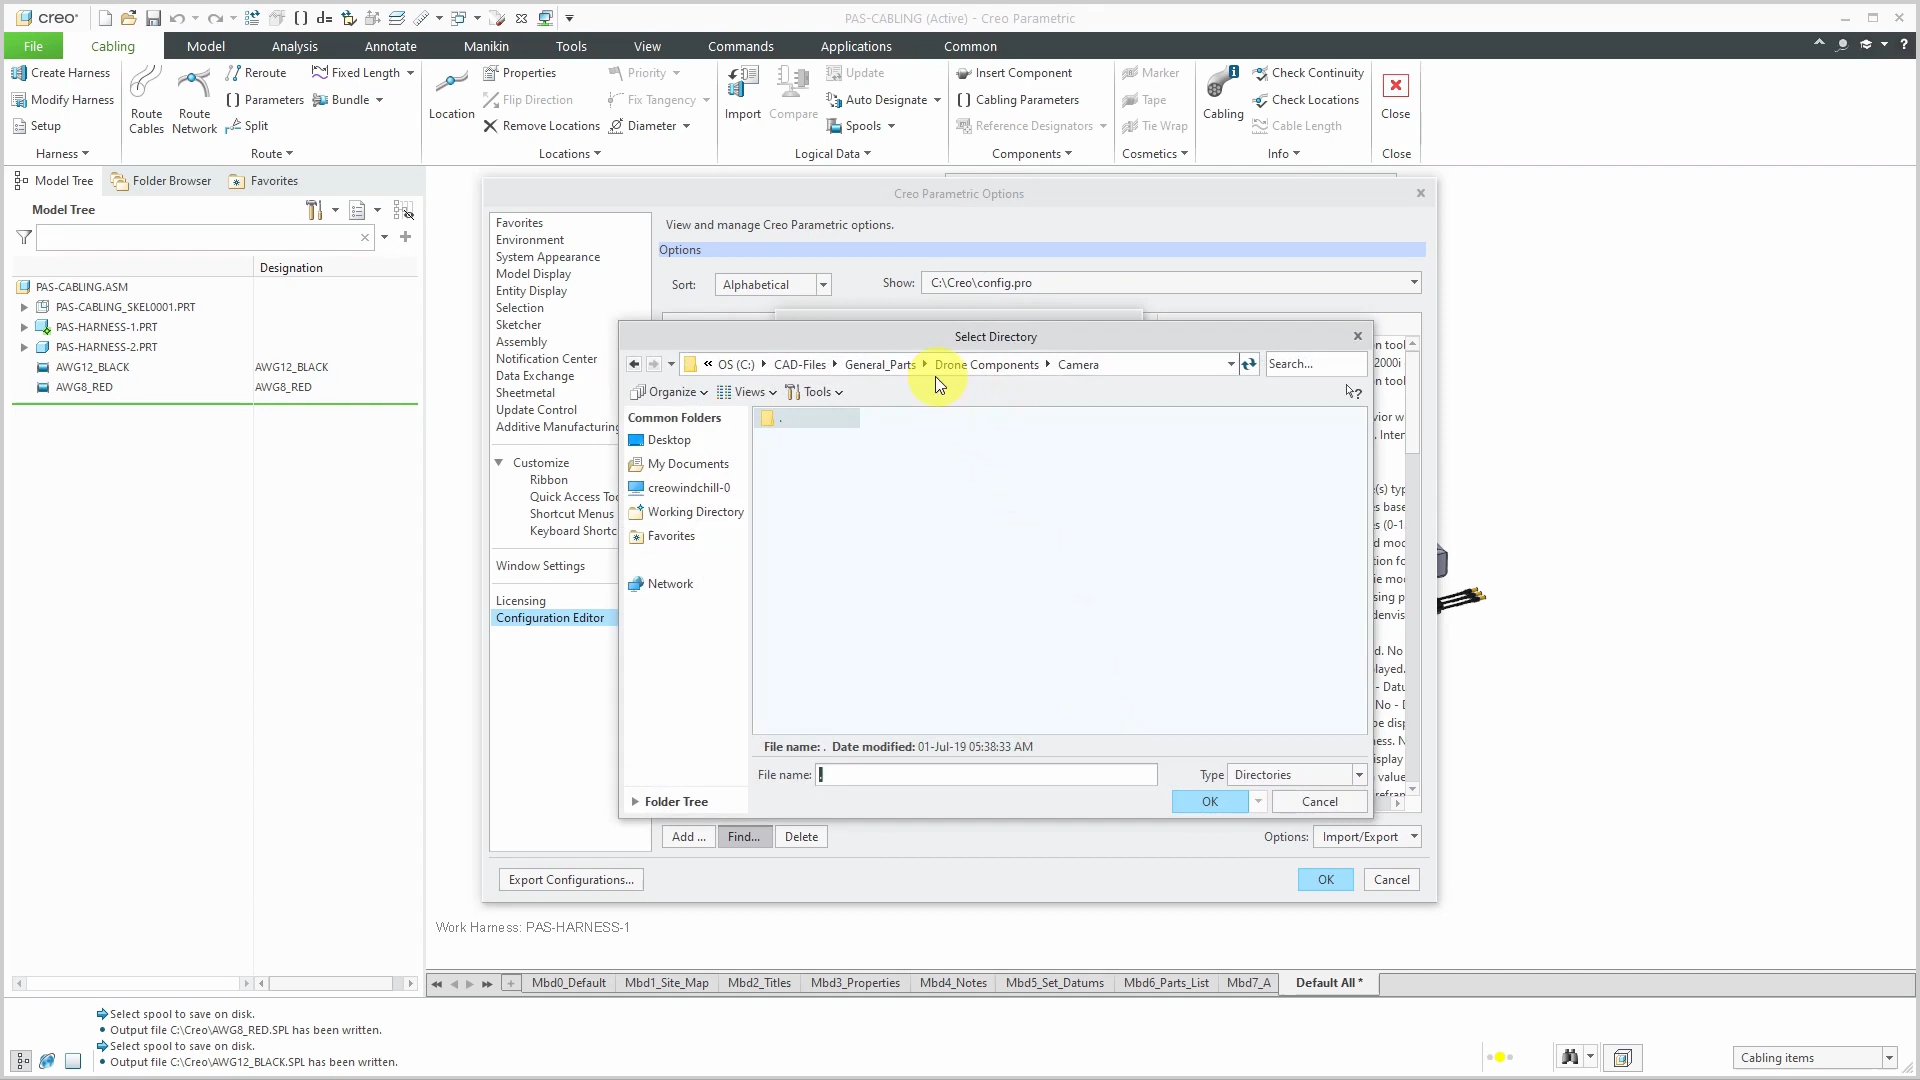 creo
PAS-CABLING (Active) - Creo Parametric
File
Cabling
Model
Analysis
Annotate
Manikin
Tools
View
Commands
Applications
Common
Create Harness
Modify Harness
Setup
Harness
Route Cables
Route Network
Reroute
Parameters
Split
Fixed Length
Bundle
Route
Location
Properties
Flip Direction
Remove Locations
Priority
Fix Tangency
Diameter
Locations
Import
Compare
Update
Auto Designate
Spools
Logical Data
Insert Component
Cabling Parameters
Reference Designators
Components
Marker
Tape
Tie Wrap
Cosmetics
Cabling
Check Continuity
Check Locations
Cable Length
Info
Close
Close
Model Tree
Folder Browser
Favorites
Model Tree
Designation
PAS-CABLING.ASM
PAS-CABLING_SKEL0001.PRT
PAS-HARNESS-1.PRT
PAS-HARNESS-2.PRT
AWG12_BLACK AWG12_BLACK
AWG8_RED AWG8_RED
Creo Parametric Options
Favorites
Environment
System Appearance
Model Display
Entity Display
Selection
Sketcher
Assembly
Notification Center
Data Exchange
Sheetmetal
Update Control
Additive Manufacturing
Customize
Ribbon
Quick Access Too
Shortcut Menus
Keyboard Shortc
Window Settings
Licensing
Configuration Editor
View and manage Creo Parametric options.
Options
Sort: Alphabetical
Show: C:\Creo\config.pro
Select Directory
« OS (C:) CAD-Files General_Parts Drone Components Camera
Search...
Organize
Views
Tools
Common Folders
Desktop
My Documents
creowindchill-0
Working Directory
Favorites
Network
Folder Tree
.
File name: . Date modified: 01-Jul-19 05:38:33 AM
File name: .
Type Directories
OK
Cancel
Add ...
Find...
Delete
Options: Import/Export
Export Configurations...
OK
Cancel
Work Harness: PAS-HARNESS-1
Mbd0_Default
Mbd1_Site_Map
Mbd2_Titles
Mbd3_Properties
Mbd4_Notes
Mbd5_Set_Datums
Mbd6_Parts_List
Mbd7_A
Default All *
Select spool to save on disk.
Output file C:\Creo\AWG8_RED.SPL has been written.
Select spool to save on disk.
Output file C:\Creo\AWG12_BLACK.SPL has been written.
Cabling items